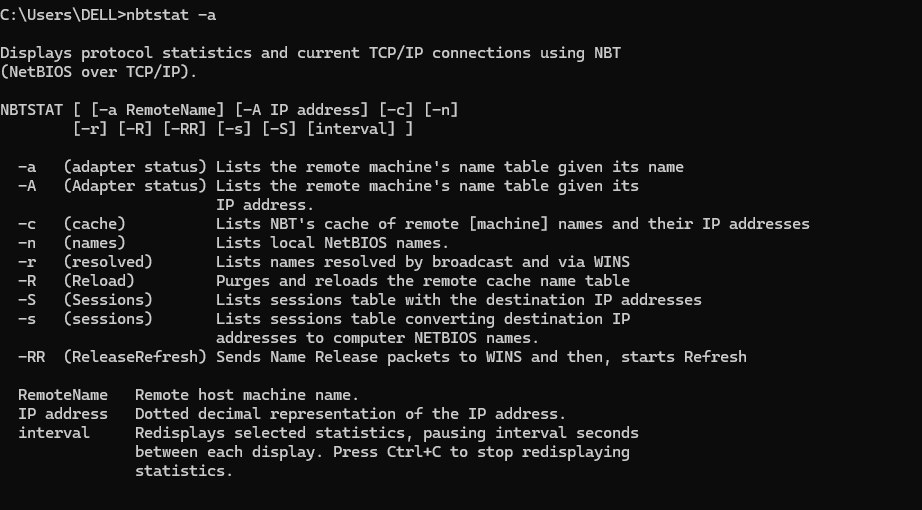 C:\Users\DELL>nbtstat -a
Displays protocol statistics and current TCP/IP connections using NBT
(NetBIOS over TCP/IP).
NBTSTAT [ [-a RemoteName] [-A IP address] [-c] [-n]
        [-r] [-R] [-RR] [-s] [-S] [interval] ]
  -a   (adapter status) Lists the remote machine's name table given its name
  -A   (Adapter status) Lists the remote machine's name table given its
                        IP address.
  -c   (cache)          Lists NBT's cache of remote [machine] names and their IP addresses
  -n   (names)          Lists local NetBIOS names.
  -r   (resolved)       Lists names resolved by broadcast and via WINS
  -R   (Reload)         Purges and reloads the remote cache name table
  -S   (Sessions)       Lists sessions table with the destination IP addresses
  -s   (sessions)       Lists sessions table converting destination IP
                        addresses to computer NETBIOS names.
  -RR  (ReleaseRefresh) Sends Name Release packets to WINS and then, starts Refresh
  RemoteName   Remote host machine name.
  IP address   Dotted decimal representation of the IP address.
  interval     Redisplays selected statistics, pausing interval seconds
               between each display. Press Ctrl+C to stop redisplaying
               statistics.